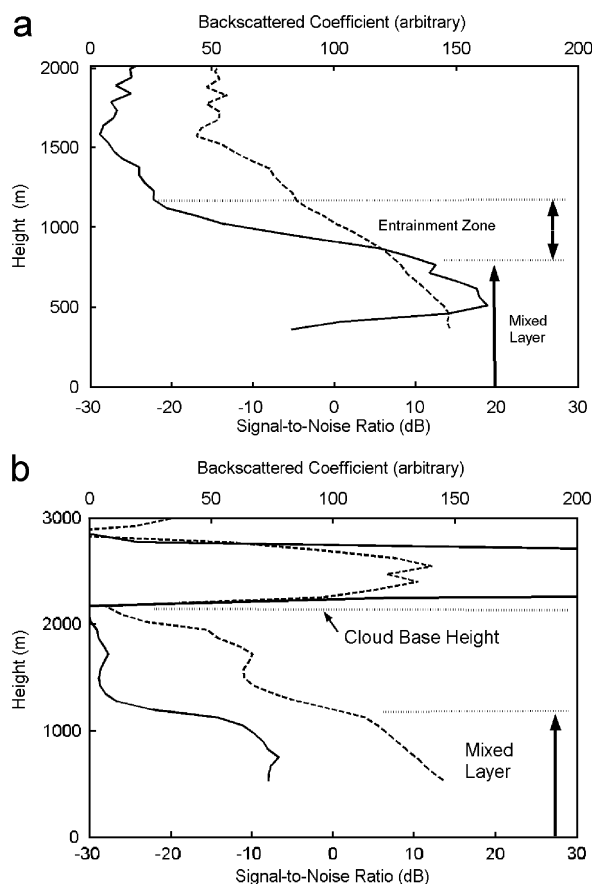 a
Backscattered Coefficient (arbitrary)
0 50 100 150 200
2000
1500
1000
500
0
Height (m)
Entrainment Zone
Mixed
Layer
-30 -20 -10 0 10 20 30
Signal-to-Noise Ratio (dB)
b
Backscattered Coefficient (arbitrary)
0 50 100 150 200
3000
2000
1000
0
Height (m)
Cloud Base Height
Mixed
Layer
-30 -20 -10 0 10 20 30
Signal-to-Noise Ratio (dB)